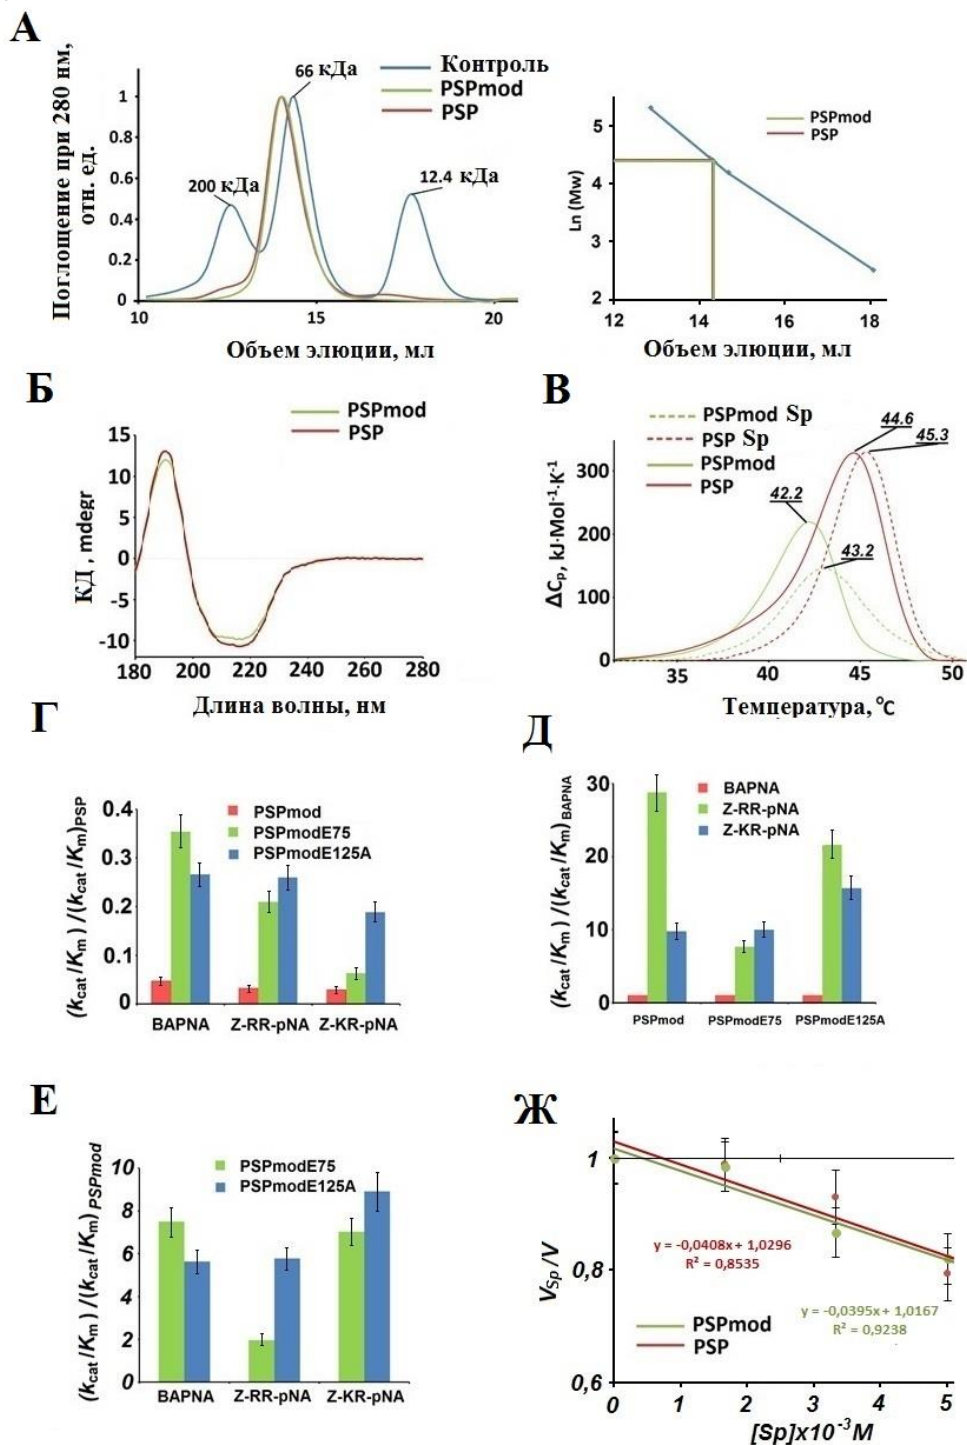 А
Поглощение при 280 нм,
отн. ед.
1
0.8
0.6
0.4
0.2
0
10
15
20
Объем элюции, мл
200 кДа
66 кДа
12.4 кДа
Контроль
PSPmod
PSP
Ln (Mw)
5
4
3
2
12
14
16
18
Объем элюции, мл
PSPmod
PSP
Б
PSPmod
PSP
КД , mdegr
15
10
5
0
-5
-10
180
200
220
240
260
280
Длина волны, нм
В
PSPmod Sp
PSP Sp
PSPmod
PSP
44.6
45.3
42.2
43.2
ΔCp, kJ·Mol⁻¹·K⁻¹
300
200
100
0
35
40
45
50
Температура, °C
Г
(kcat /Km ) /(kcat /Km)PSP
0.4
0.3
0.2
0.1
0
PSPmod
PSPmodE75
PSPmodE125A
BAPNA
Z-RR-pNA
Z-KR-pNA
Д
(kcat /Km ) /(kcat /Km)BAPNA
30
20
10
0
BAPNA
Z-RR-pNA
Z-KR-pNA
PSPmod
PSPmodE75
PSPmodE125A
Е
(kcat /Km ) /(kcat /Km) PSPmod
10
8
6
4
2
0
PSPmodE75
PSPmodE125A
BAPNA
Z-RR-pNA
Z-KR-pNA
Ж
VSp /V
1
0,8
0,6
y = -0,0408x + 1,0296
R² = 0,8535
y = -0,0395x + 1,0167
R² = 0,9238
PSPmod
PSP
0
1
2
3
4
5
[Sp]x10⁻³M